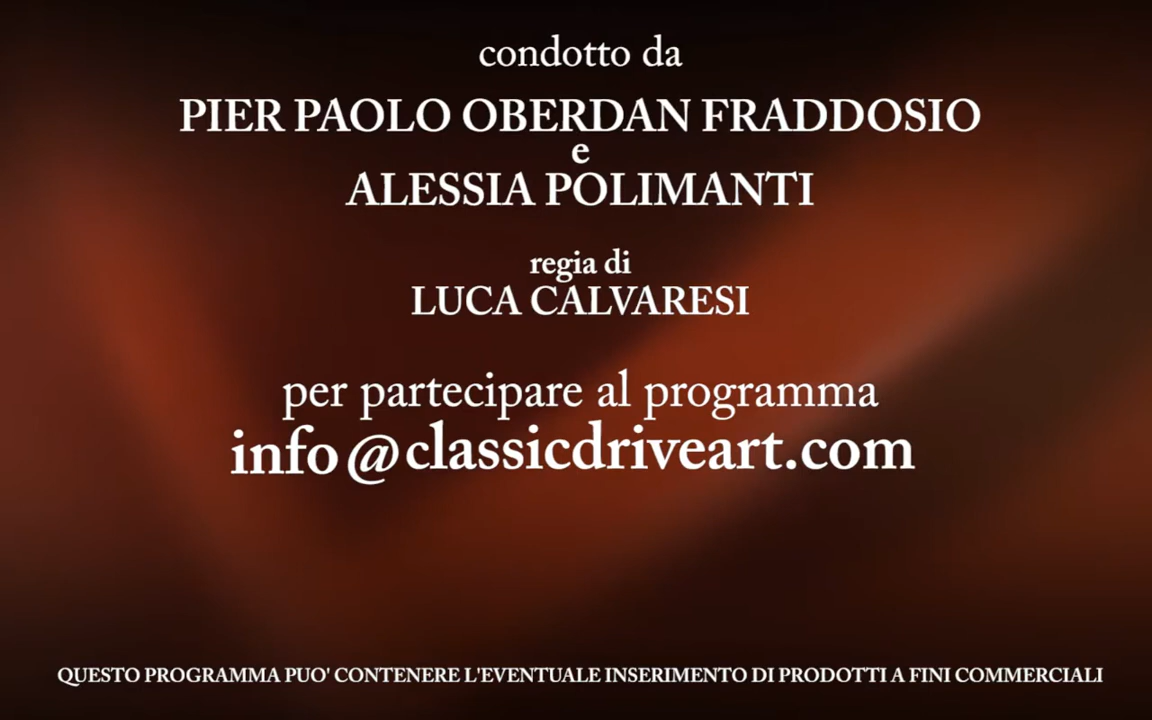 condotto da
PIER PAOLO OBERDAN FRADDOSIO
e
ALESSIA POLIMANTI
regia di
LUCA CALVARESI
per partecipare al programma
info@classicdriveart.com
QUESTO PROGRAMMA PUO' CONTENERE L'EVENTUALE INSERIMENTO DI PRODOTTI A FINI COMMERCIALI